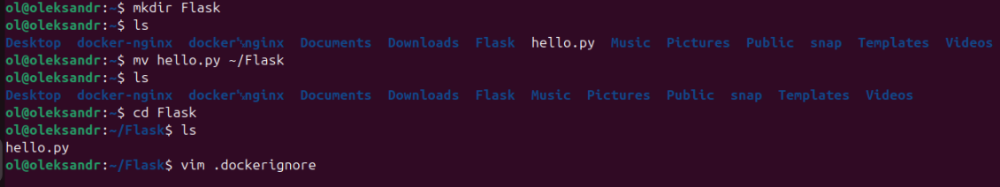 ol@oleksandr:~$ mkdir Flask
ol@oleksandr:~$ ls
Desktop docker-nginx docker␊nginx Documents Downloads Flask hello.py Music Pictures Public snap Templates Videos
ol@oleksandr:~$ mv hello.py ~/Flask
ol@oleksandr:~$ ls
Desktop docker-nginx docker␊nginx Documents Downloads Flask Music Pictures Public snap Templates Videos
ol@oleksandr:~$ cd Flask
ol@oleksandr:~/Flask$ ls
hello.py
ol@oleksandr:~/Flask$ vim .dockerignore